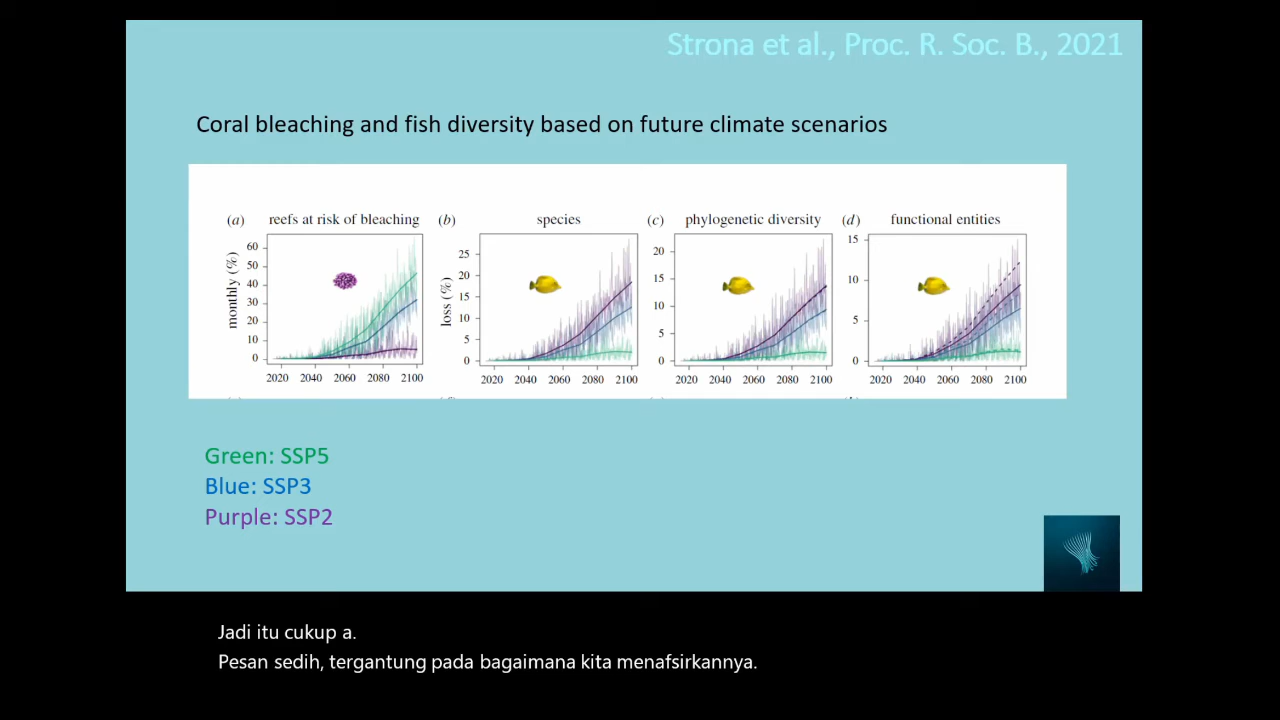 Strona et al., Proc. R. Soc. B., 2021
Coral bleaching and fish diversity based on future climate scenarios
(a) reefs at risk of bleaching (b) species (c) phylogenetic diversity (d) functional entities
monthly (%)
60
50
40
30
20
10
0
2020 2040 2060 2080 2100
loss (%)
25
20
15
10
5
0
2020 2040 2060 2080 2100
20
15
10
5
0
2020 2040 2060 2080 2100
15
10
5
0
2020 2040 2060 2080 2100
Green: SSP5
Blue: SSP3
Purple: SSP2
Jadi itu cukup a.
Pesan sedih, tergantung pada bagaimana kita menafsirkannya.